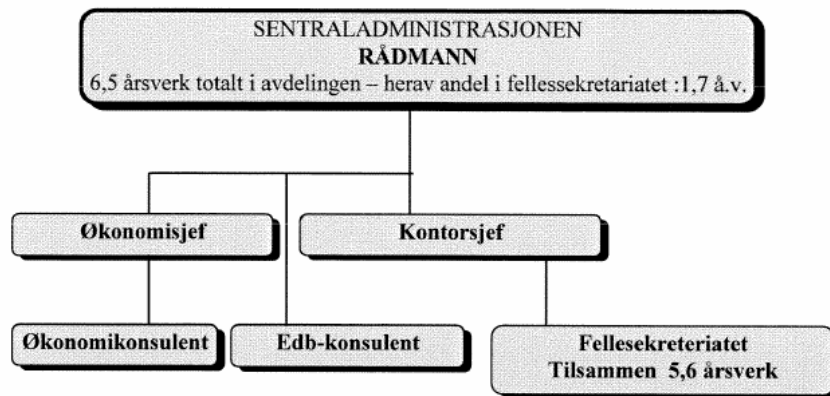 SENTRALADMINISTRASJONEN
RÅDMANN
6,5 årsverk totalt i avdelingen – herav andel i fellessekretariatet :1,7 å.v.
Økonomisjef
Kontorsjef
Økonomikonsulent
Edb-konsulent
Fellesekreteriatet
Tilsammen 5,6 årsverk